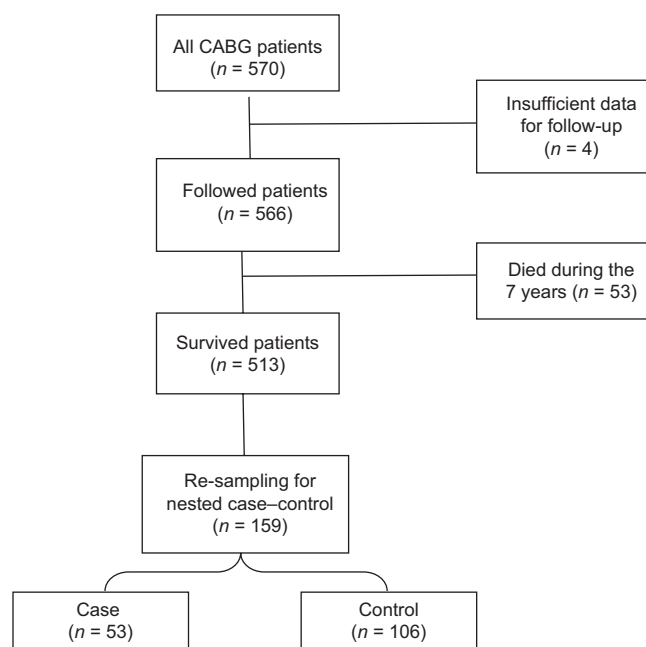 All CABG patients
(n = 570)
Insufficient data
for follow-up
(n = 4)
Followed patients
(n = 566)
Died during the
7 years (n = 53)
Survived patients
(n = 513)
Re-sampling for
nested case–control
(n = 159)
Case
(n = 53)
Control
(n = 106)